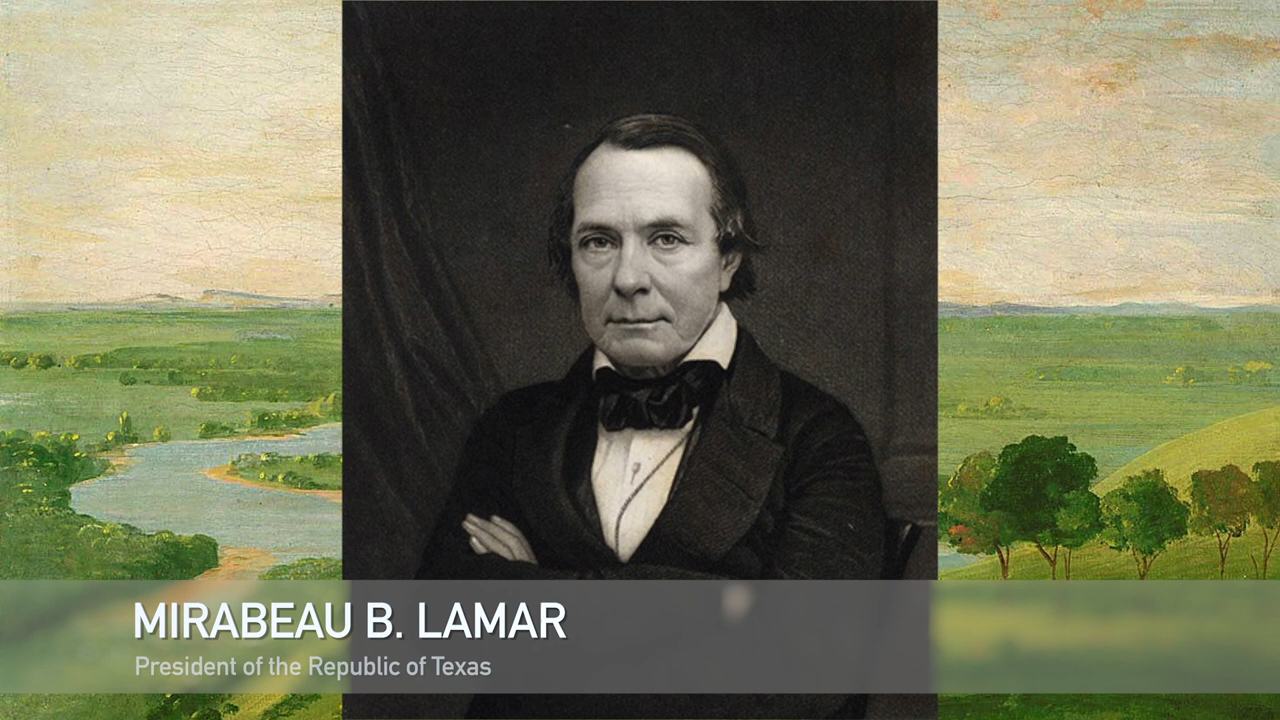 MIRABEAU B. LAMAR
President of the Republic of Texas